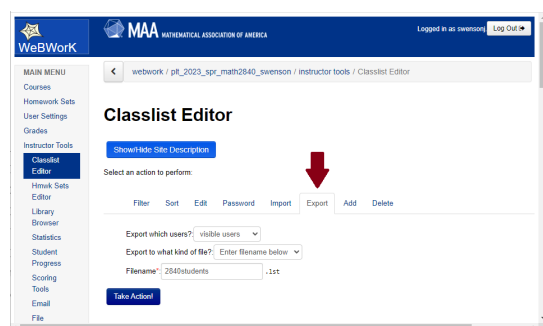 WeBWorK
MAA MATHEMATICAL ASSOCIATION OF AMERICA
Logged in as swensonj.
Log Out
MAIN MENU
Courses
Homework Sets
User Settings
Grades
Instructor Tools
Classlist
Editor
Hmwk Sets
Editor
Library
Browser
Statistics
Student
Progress
Scoring
Tools
Email
File
webwork / plt_2023_spr_math2840_swenson / instructor tools / Classlist Editor
Classlist Editor
Show/Hide Site Description
Select an action to perform:
Filter Sort Edit Password Import Export Add Delete
Export which users?: visible users
Export to what kind of file?: Enter filename below
Filename*: 2840students .lst
Take Action!